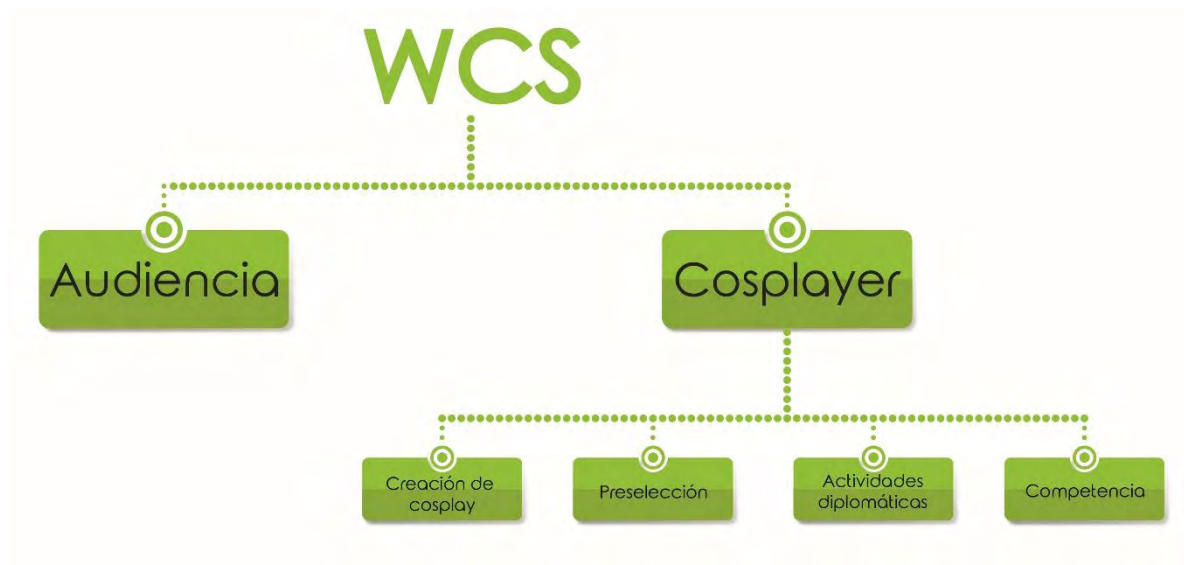 WCS
Audiencia
Cosplayer
Creación de
cosplay
Preselección
Actividades
diplomáticas
Competencia